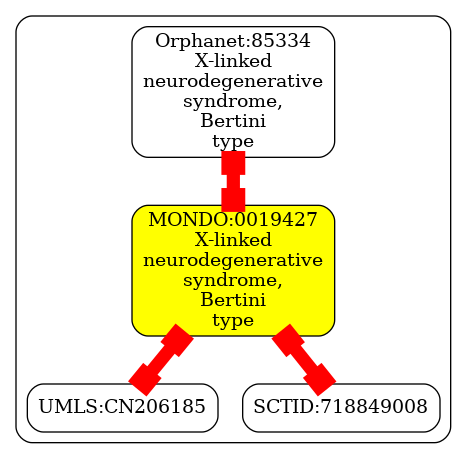 Orphanet:85334
X-linked
neurodegenerative
syndrome,
Bertini
type
MONDO:0019427
X-linked
neurodegenerative
syndrome,
Bertini
type
UMLS:CN206185
SCTID:718849008